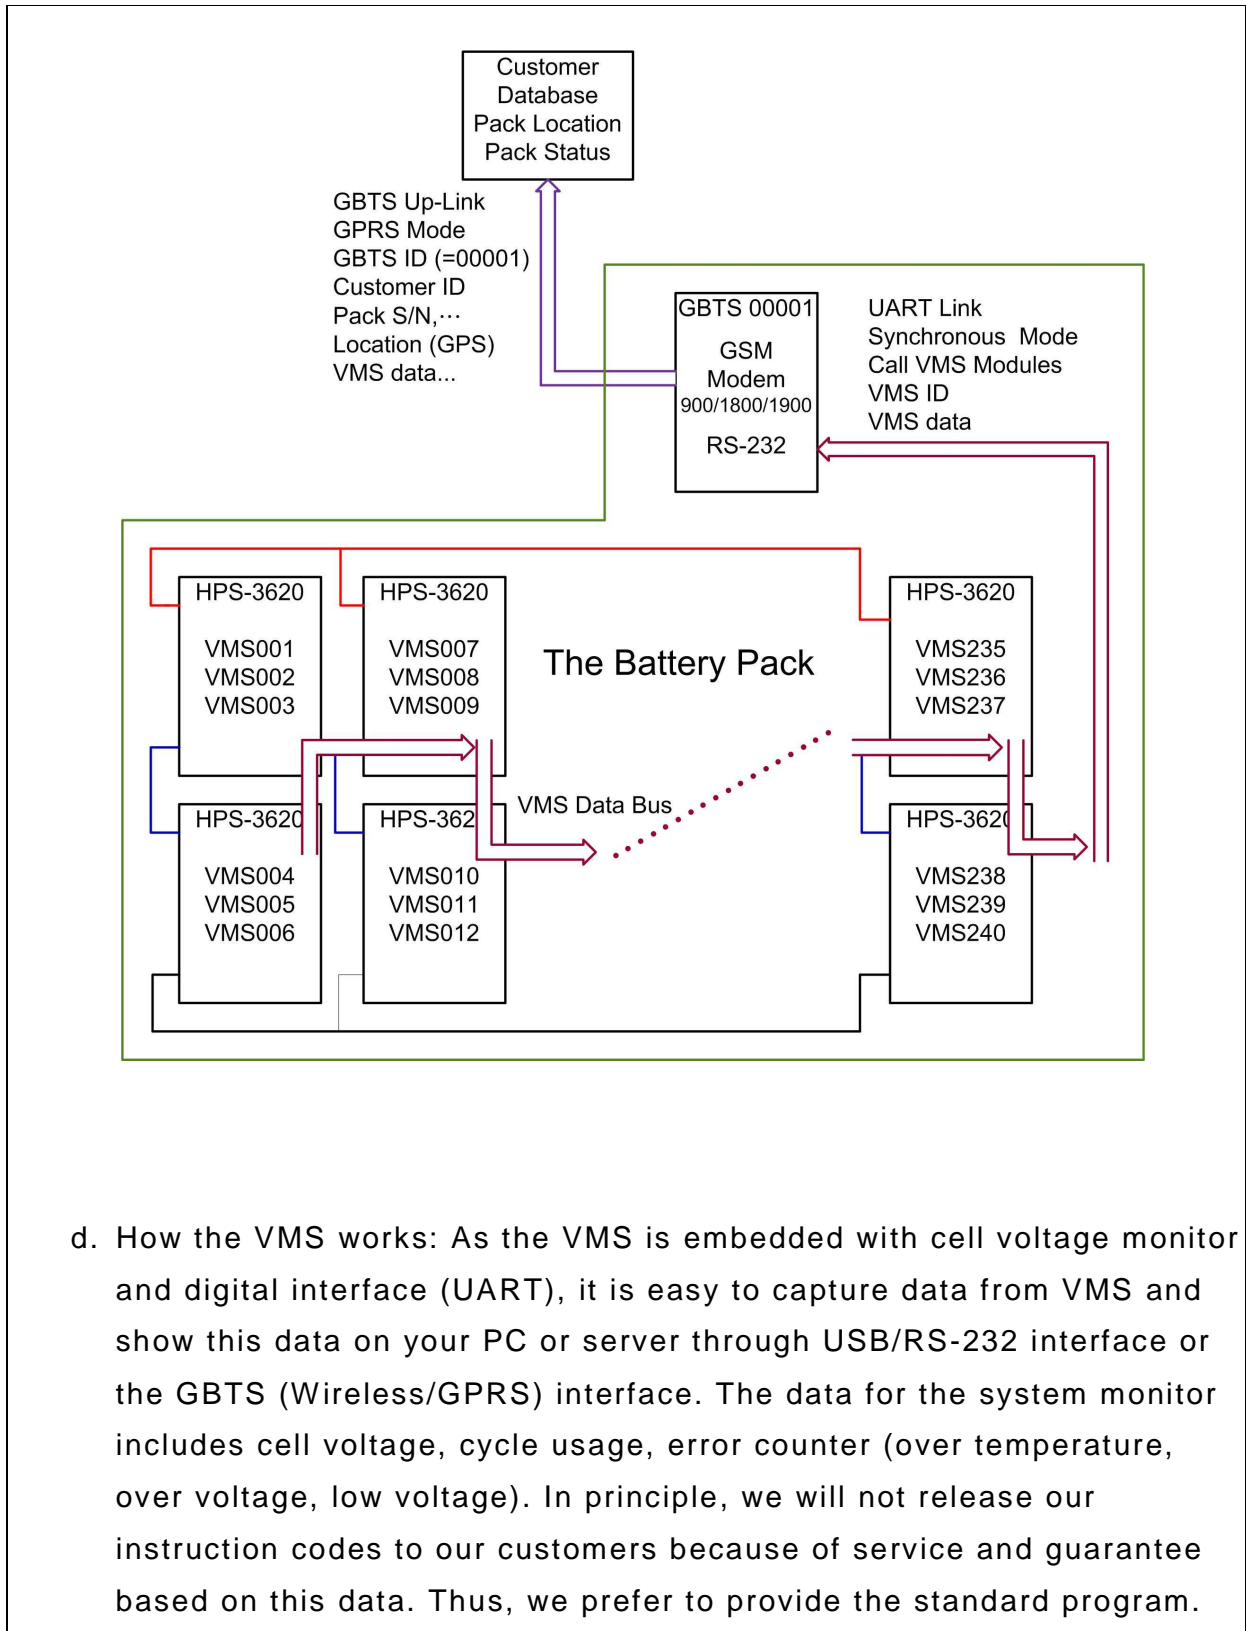 Customer
Database
Pack Location
Pack Status
GBTS Up-Link
GPRS Mode
GBTS ID (=00001)
Customer ID
Pack S/N,⋯
Location (GPS)
VMS data...
GBTS 00001
GSM
Modem
900/1800/1900
RS-232
UART Link
Synchronous Mode
Call VMS Modules
VMS ID
VMS data
HPS-3620
VMS001
VMS002
VMS003
HPS-3620
VMS007
VMS008
VMS009
The Battery Pack
HPS-3620
VMS235
VMS236
VMS237
HPS-3620
VMS004
VMS005
VMS006
HPS-362
VMS010
VMS011
VMS012
VMS Data Bus
HPS-3620
VMS238
VMS239
VMS240
d. How the VMS works: As the VMS is embedded with cell voltage monitor
and digital interface (UART), it is easy to capture data from VMS and
show this data on your PC or server through USB/RS-232 interface or
the GBTS (Wireless/GPRS) interface. The data for the system monitor
includes cell voltage, cycle usage, error counter (over temperature,
over voltage, low voltage). In principle, we will not release our
instruction codes to our customers because of service and guarantee
based on this data. Thus, we prefer to provide the standard program.